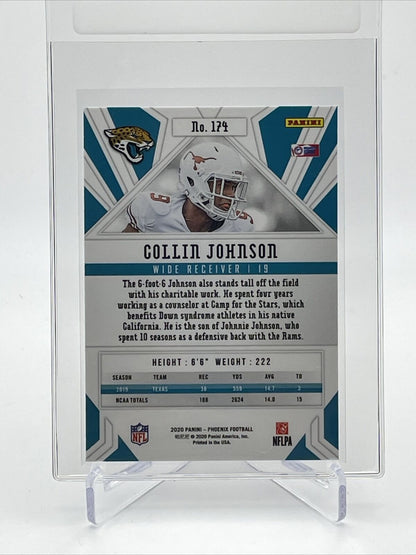 No. 174
PANINI
9
COLLIN JOHNSON
WIDE RECEIVER | 19
The 6-foot-6 Johnson also stands tall off the field
with his charitable work. He spent four years
working as a counselor at Camp for the Stars, which
benefits Down syndrome athletes in his native
California. He is the son of Johnnie Johnson, who
spent 10 seasons as a defensive back with the Rams.
HEIGHT: 6'6" WEIGHT: 222
SEASON TEAM REC YDS AVG TD
2019 TEXAS 38 559 14.7 3
NCAA TOTALS 188 2624 14.0 15
2020 PANINI – PHOENIX FOOTBALL
© 2020 Panini America, Inc.
Printed in the USA.
NFL
NFLPA